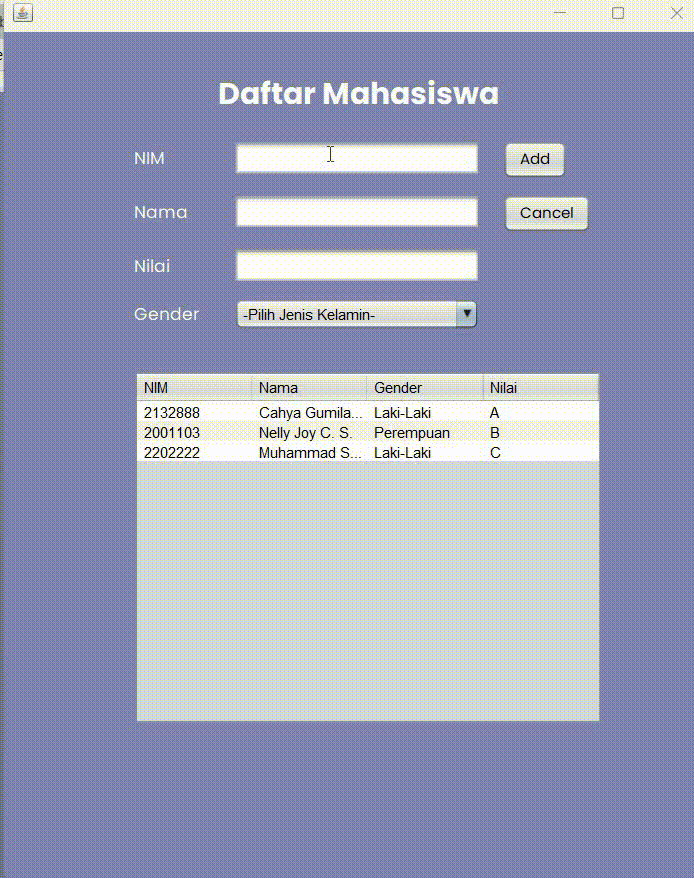 Daftar Mahasiswa
NIM Add
Nama Cancel
Nilai
Gender -Pilih Jenis Kelamin-
NIM Nama Gender Nilai
2132888 Cahya Gumila... Laki-Laki A
2001103 Nelly Joy C. S. Perempuan B
2202222 Muhammad S... Laki-Laki C